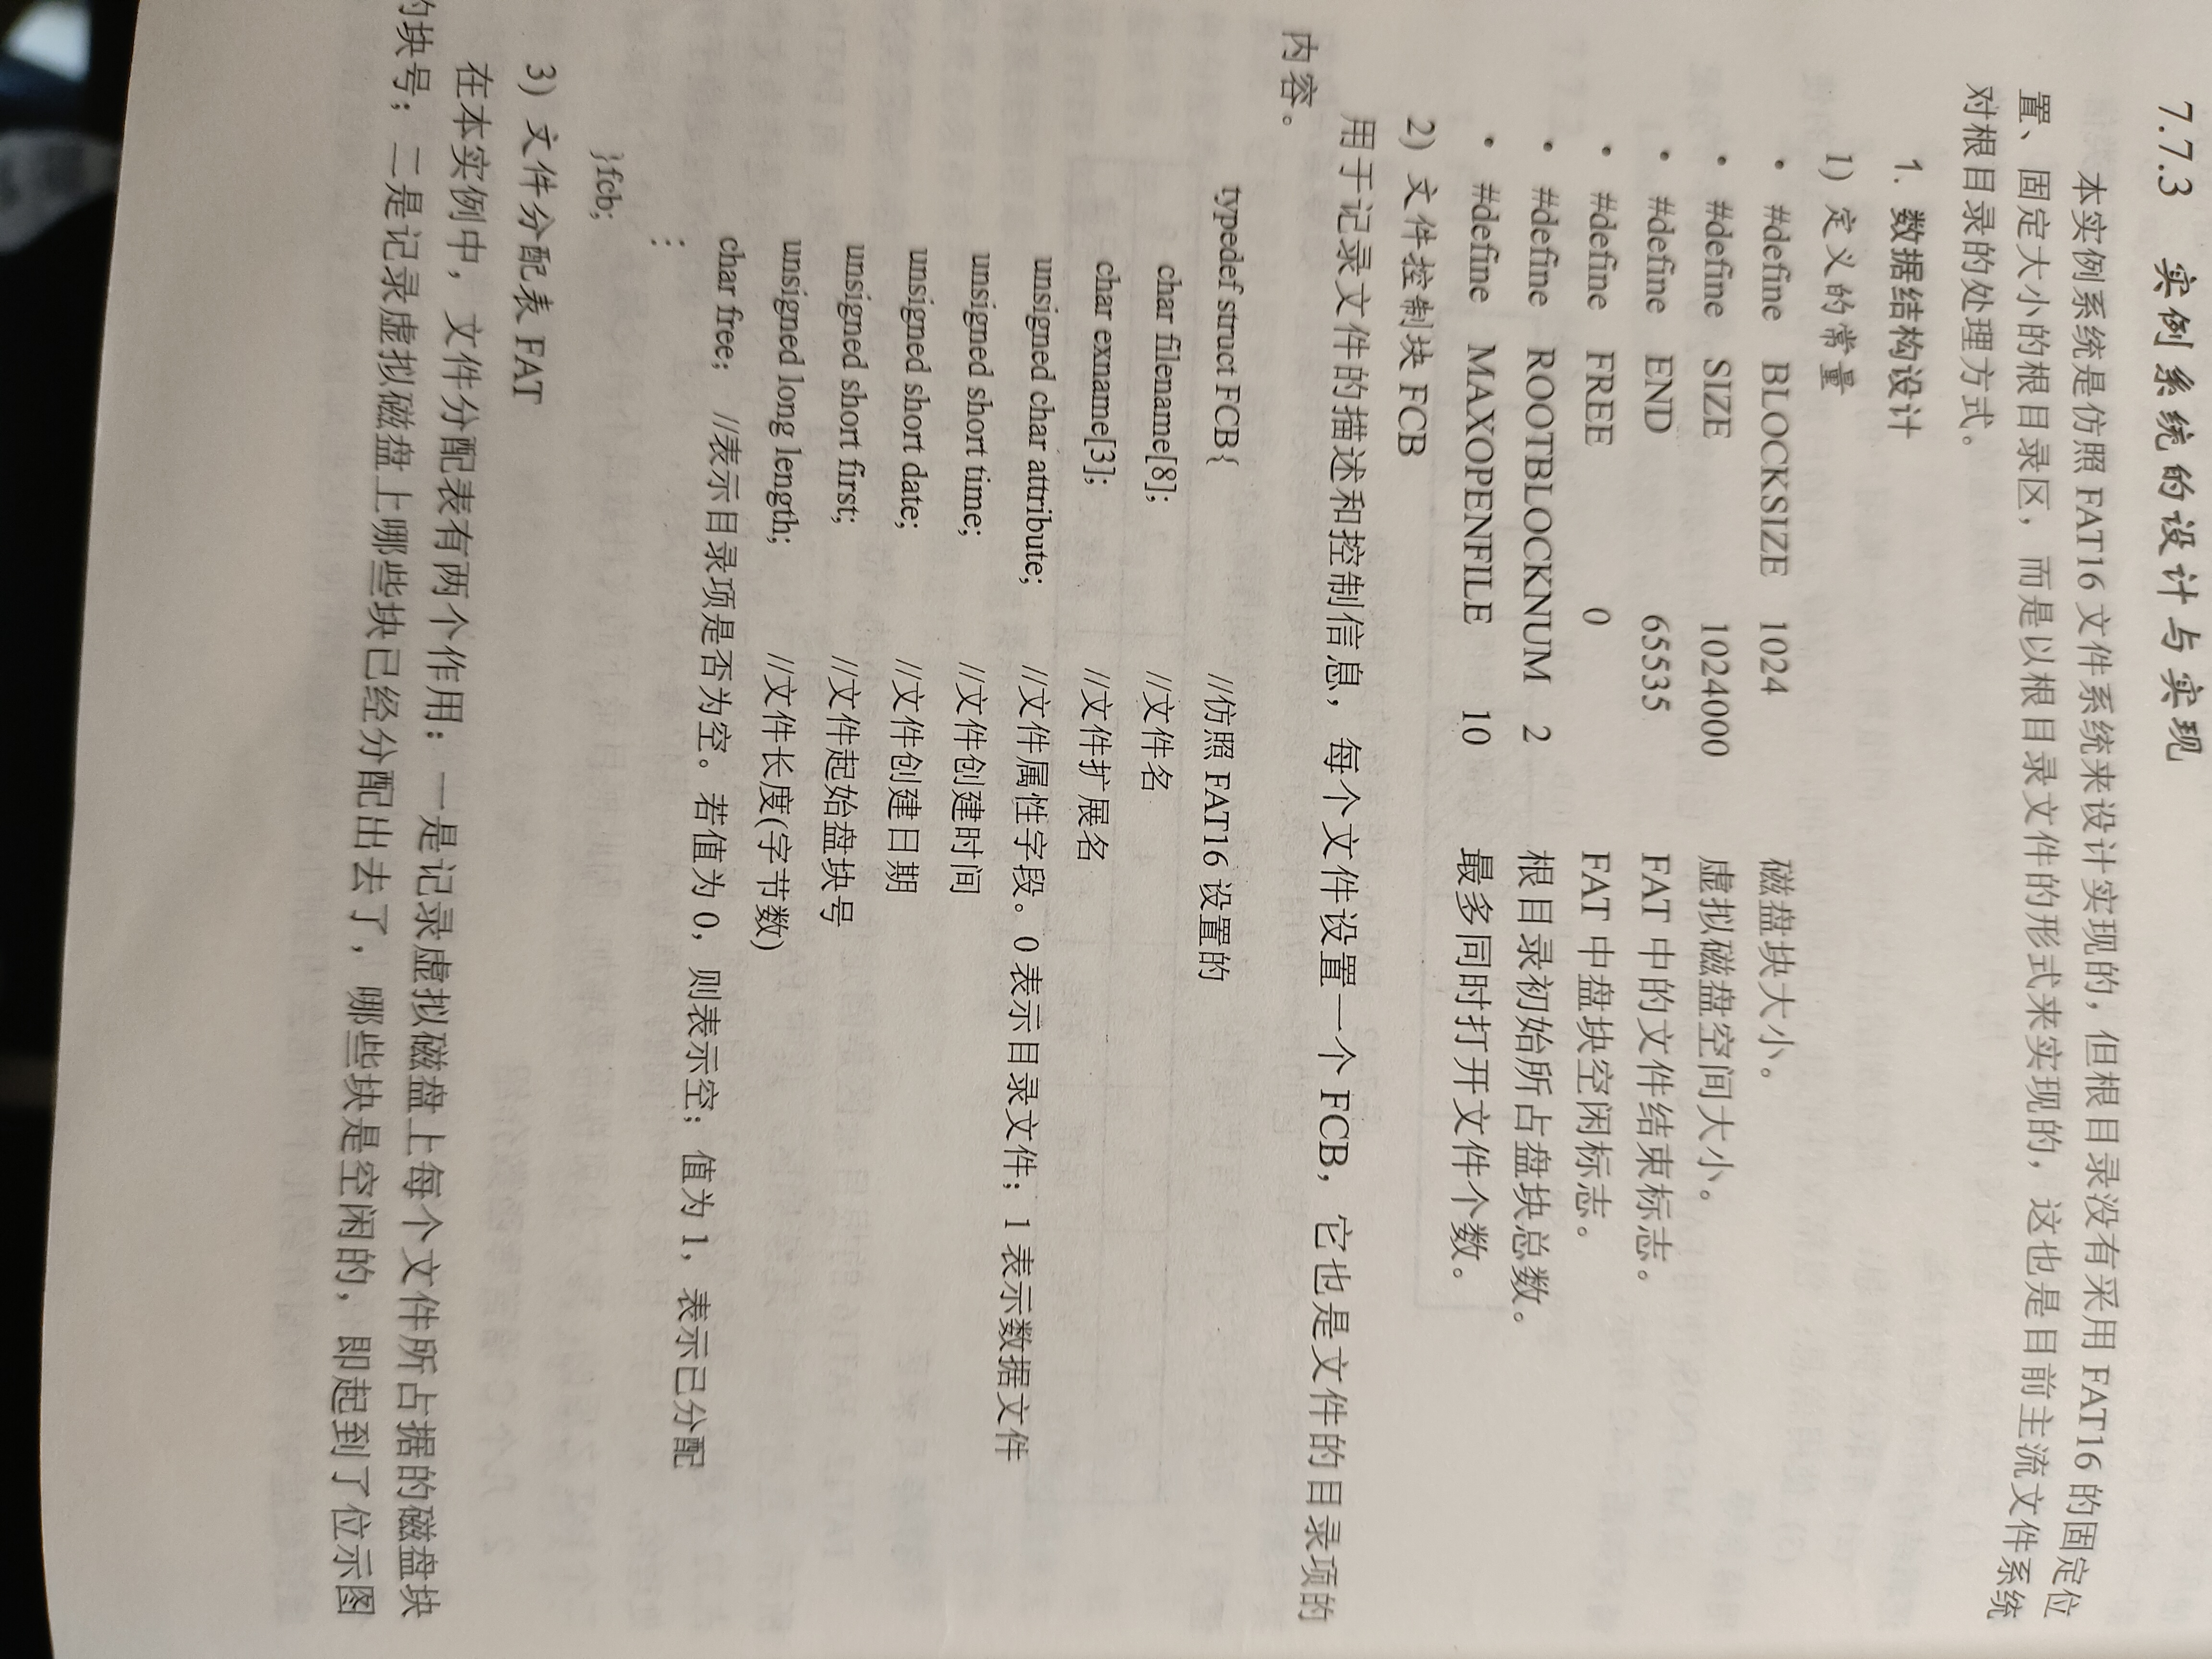 7.7.3 实例系统的设计与实现
本实例系统是仿照 FAT16 文件系统来设计实现的，但根目录没有采用 FAT16 的固定位
置、固定大小的根目录区，而是以根目录文件的形式来实现的，这也是目前主流文件系统
对根目录的处理方式。
1. 数据结构设计
1) 定义的常量
• #define BLOCKSIZE 1024 磁盘块大小。
• #define SIZE 1024000 虚拟磁盘空间大小。
• #define END 65535 FAT 中的文件结束标志。
• #define FREE 0 FAT 中盘块空闲标志。
• #define ROOTBLOCKNUM 2 根目录初始所占盘块总数。
• #define MAXOPENFILE 10 最多同时打开文件个数。
2) 文件控制块 FCB
用于记录文件的描述和控制信息，每个文件设置一个 FCB，它也是文件的目录项的
内容。
typedef struct FCB{ //仿照 FAT16 设置的
char filename[8]; //文件名
char exname[3]; //文件扩展名
unsigned char attribute; //文件属性字段。0 表示目录文件；1 表示数据文件
unsigned short time; //文件创建时间
unsigned short date; //文件创建日期
unsigned short first; //文件起始盘块号
unsigned long length; //文件长度(字节数)
char free； //表示目录项是否为空。若值为 0，则表示空；值为 1，表示已分配
⋮
}fcb;
3) 文件分配表 FAT
在本实例中，文件分配表有两个作用：一是记录虚拟磁盘上每个文件所占据的磁盘块
的块号；二是记录虚拟磁盘上哪些块已经分配出去了，哪些块是空闲的，即起到了位示图